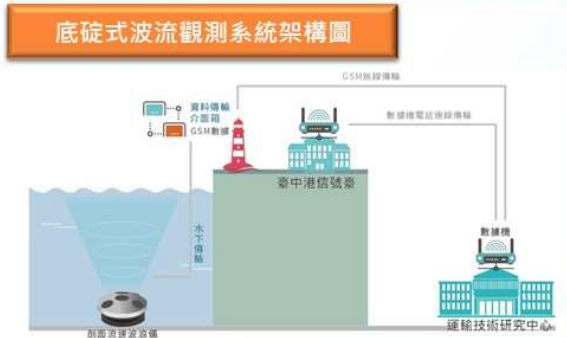 底碇式波流觀測系統架構圖
GSM無線傳輸
資料傳輸
介面箱
GSM數據
數據機電話連線傳輸
臺中港信號臺
水下傳輸
數據機
剖面流速波浪儀
運輸技術研究中心